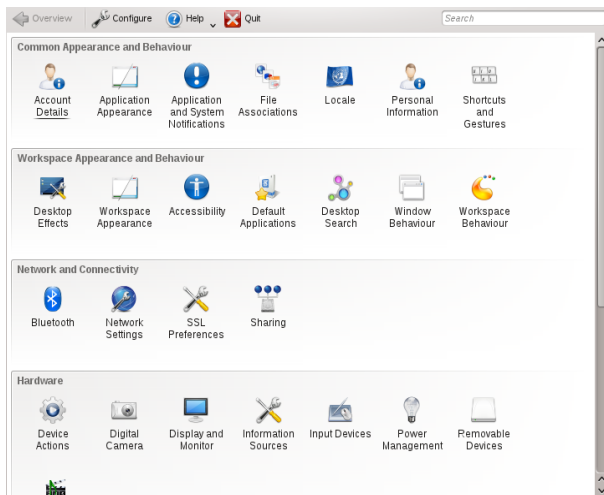 Overview Configure Help Quit Search
Common Appearance and Behaviour
Account Details
Application Appearance
Application and System Notifications
File Associations
Locale
Personal Information
Shortcuts and Gestures
Workspace Appearance and Behaviour
Desktop Effects
Workspace Appearance
Accessibility
Default Applications
Desktop Search
Window Behaviour
Workspace Behaviour
Network and Connectivity
Bluetooth
Network Settings
SSL Preferences
Sharing
Hardware
Device Actions
Digital Camera
Display and Monitor
Information Sources
Input Devices
Power Management
Removable Devices